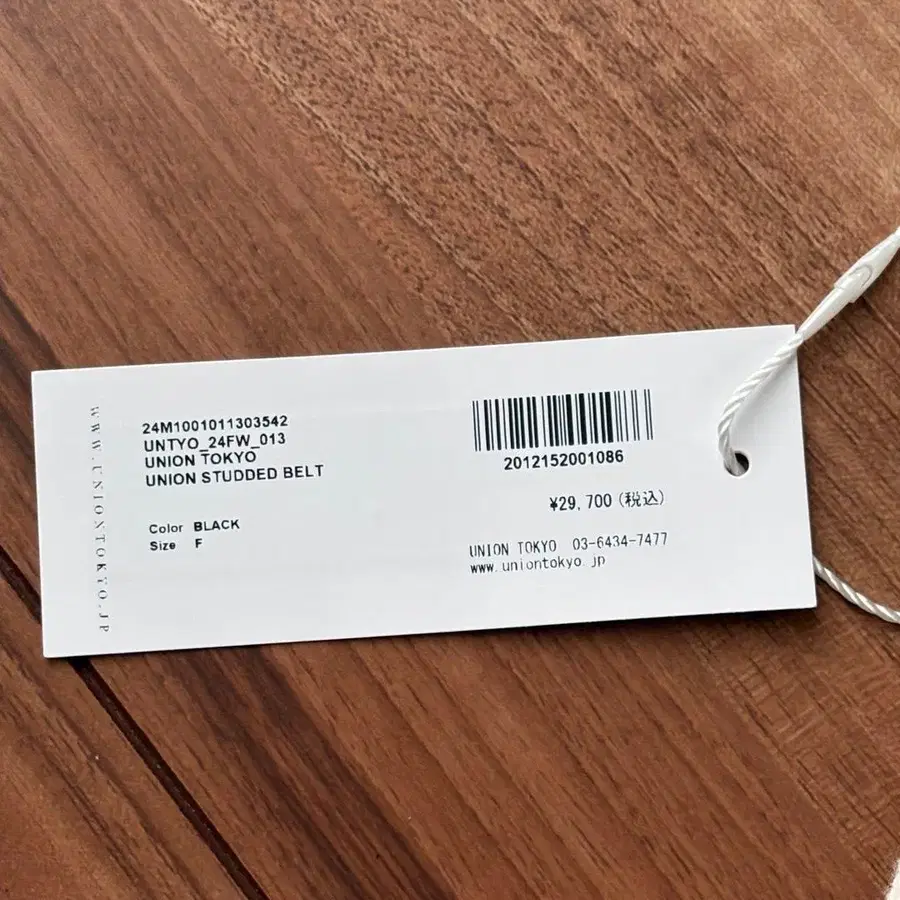 WWW.UNIONTOKYO.JP
24M1001011303542
UNTYO_24FW_013
UNION TOKYO
UNION STUDDED BELT
Color BLACK
Size F
2012152001086
¥29,700(税込)
UNION TOKYO 03-6434-7477
www.uniontokyo.jp